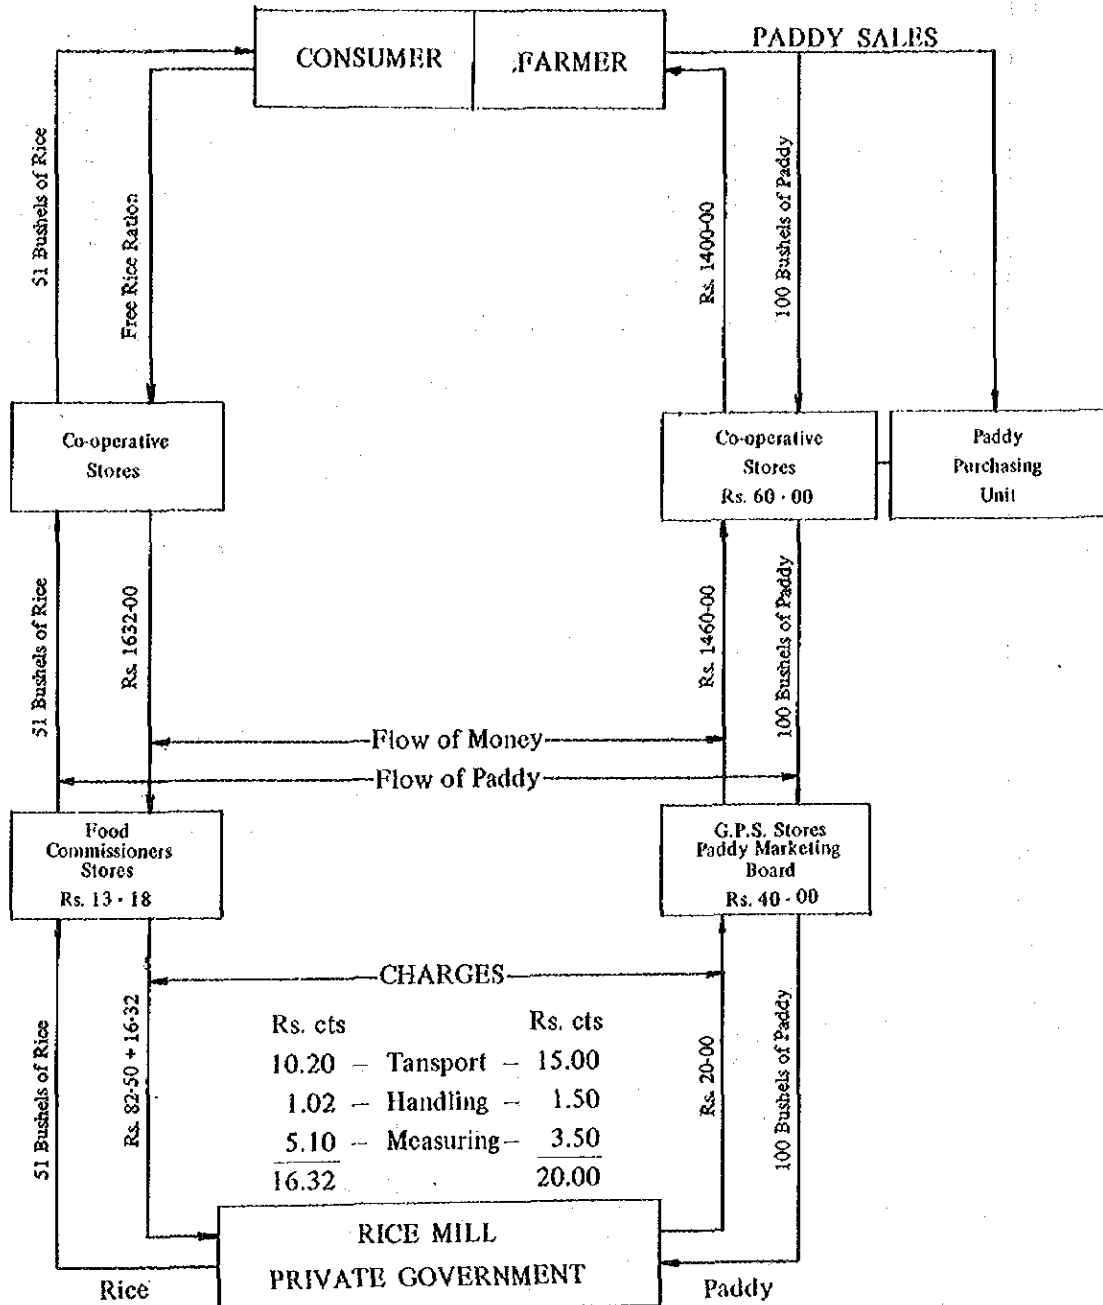 PADDY SALES
CONSUMER
FARMER
51 Bushels of Rice
Free Rice Ration
Rs. 1400-00
100 Bushels of Paddy
Co-operative
Stores
Co-operative
Stores
Rs. 60 · 00
Paddy
Purchasing
Unit
51 Bushels of Rice
Rs. 1632-00
Rs. 1460-00
100 Bushels of Paddy
Flow of Money
Flow of Paddy
Food
Commissioners
Stores
Rs. 13 · 18
G.P.S. Stores
Paddy Marketing
Board
Rs. 40 · 00
51 Bushels of Rice
Rs. 82-50 + 16-32
CHARGES
Rs. cts Rs. cts
10.20 – Tansport – 15.00
1.02 – Handling – 1.50
5.10 – Measuring – 3.50
16.32 20.00
Rs. 20-00
100 Bushels of Paddy
RICE MILL
PRIVATE GOVERNMENT
Rice
Paddy